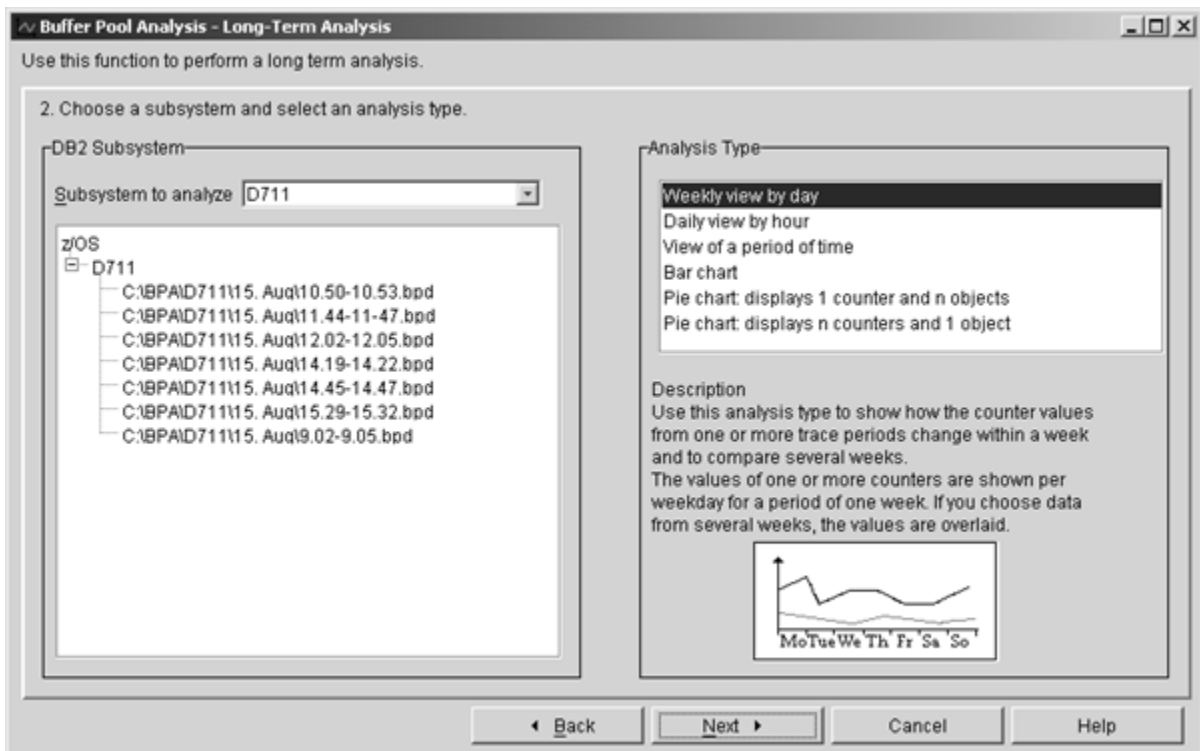 Buffer Pool Analysis - Long-Term Analysis
Use this function to perform a long term analysis.
2. Choose a subsystem and select an analysis type.
DB2 Subsystem
Subsystem to analyze D711
z/OS
D711
C:\BPA\D711\15. Aug\10.50-10.53.bpd
C:\BPA\D711\15. Aug\11.44-11-47.bpd
C:\BPA\D711\15. Aug\12.02-12.05.bpd
C:\BPA\D711\15. Aug\14.19-14.22.bpd
C:\BPA\D711\15. Aug\14.45-14.47.bpd
C:\BPA\D711\15. Aug\15.29-15.32.bpd
C:\BPA\D711\15. Aug\9.02-9.05.bpd
Analysis Type
Weekly view by day
Daily view by hour
View of a period of time
Bar chart
Pie chart: displays 1 counter and n objects
Pie chart: displays n counters and 1 object
Description
Use this analysis type to show how the counter values
from one or more trace periods change within a week
and to compare several weeks.
The values of one or more counters are shown per
weekday for a period of one week. If you choose data
from several weeks, the values are overlaid.
Mo Tue We Th Fr Sa So
Back Next Cancel Help